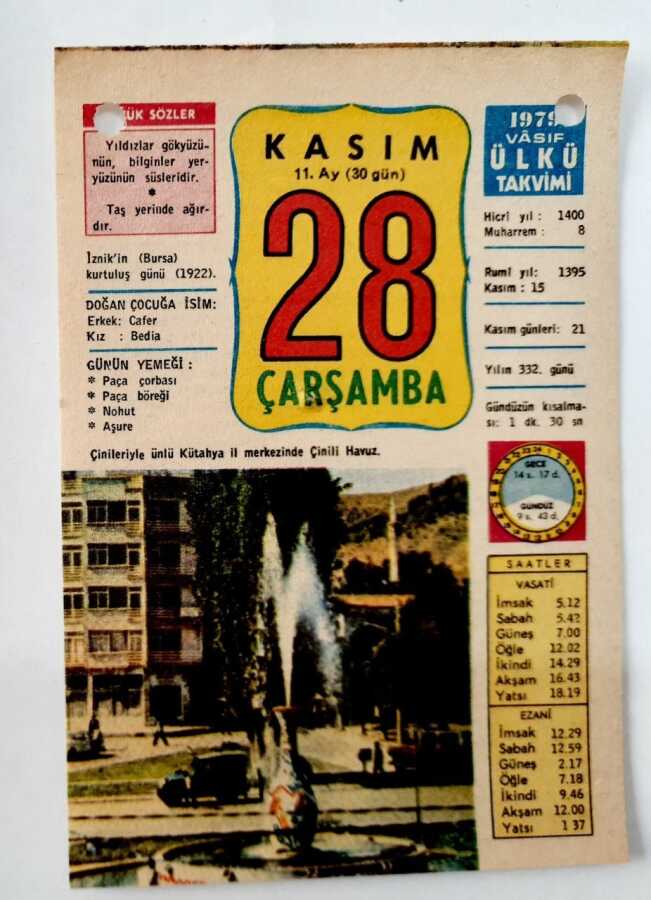 ÜK SÖZLER
Yıldızlar gökyüzü-
nün, bilginler yer-
yüzünün süsleridir.
*
Taş yerinde ağır-
dır.
İznik'in (Bursa)
kurtuluş günü (1922).
DOĞAN ÇOCUĞA İSİM:
Erkek: Cafer
Kız : Bedia
GÜNÜN YEMEĞİ :
* Paça çorbası
* Paça böreği
* Nohut
* Aşure
KASIM
11. Ay (30 gün)
28
ÇARŞAMBA
1979
VÂSIF
ÜLKÜ
TAKVİMİ
Hicrî yıl : 1400
Muharrem : 8
Rumî yıl: 1395
Kasım : 15
Kasım günleri: 21
Yılın 332. günü
Gündüzün kısalma-
sı: 1 dk. 30 sn
Çinileriyle ünlü Kütahya il merkezinde Çinili Havuz.
GECE
14 s. 17 d.
GÜNDÜZ
9 s. 43 d.
SAATLER
VASATİ
İmsak 5.12
Sabah 5.42
Güneş 7.00
Öğle 12.02
İkindi 14.29
Akşam 16.43
Yatsı 18.19
EZANİ
İmsak 12.29
Sabah 12.59
Güneş 2.17
Öğle 7.18
İkindi 9.46
Akşam 12.00
Yatsı 1 37